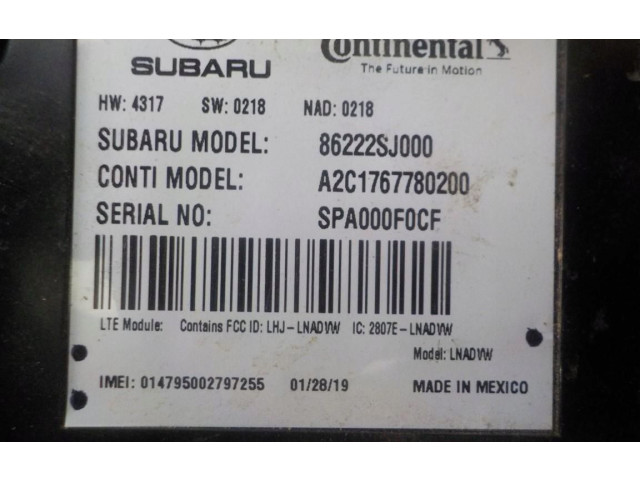 Continental
SUBARU The Future in Motion
HW: 4317 SW: 0218 NAD: 0218
SUBARU MODEL: 86222SJ000
CONTI MODEL: A2C1767780200
SERIAL NO: SPA000F0CF
LTE Module: Contains FCC ID: LHJ-LNADVW IC: 2807E-LNADVW
Model: LNADVW
IMEI: 014795002797255 01/28/19 MADE IN MEXICO